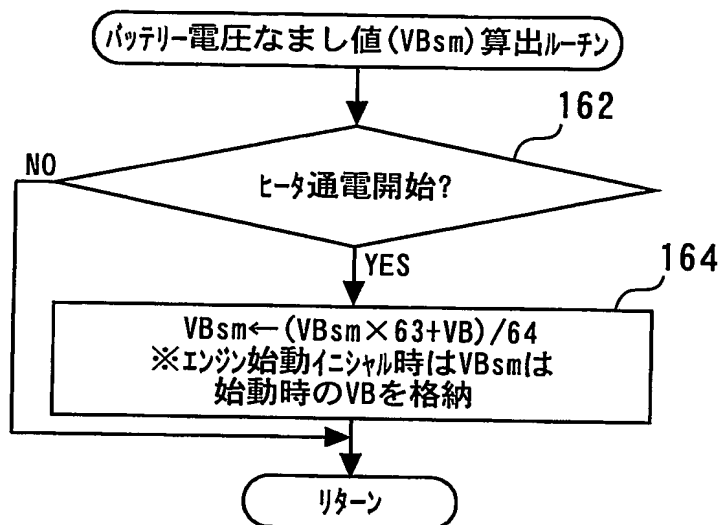 ﾊﾞｯﾃﾘｰ電圧なまし値(VBsm)算出ﾙｰﾁﾝ
162
NO
ﾋｰﾀ通電開始?
YES
164
VBsm←(VBsm×63+VB)/64
※ｴﾝｼﾞﾝ始動ｲﾆｼｬﾙ時はVBsmは
始動時のVBを格納
ﾘﾀｰﾝ